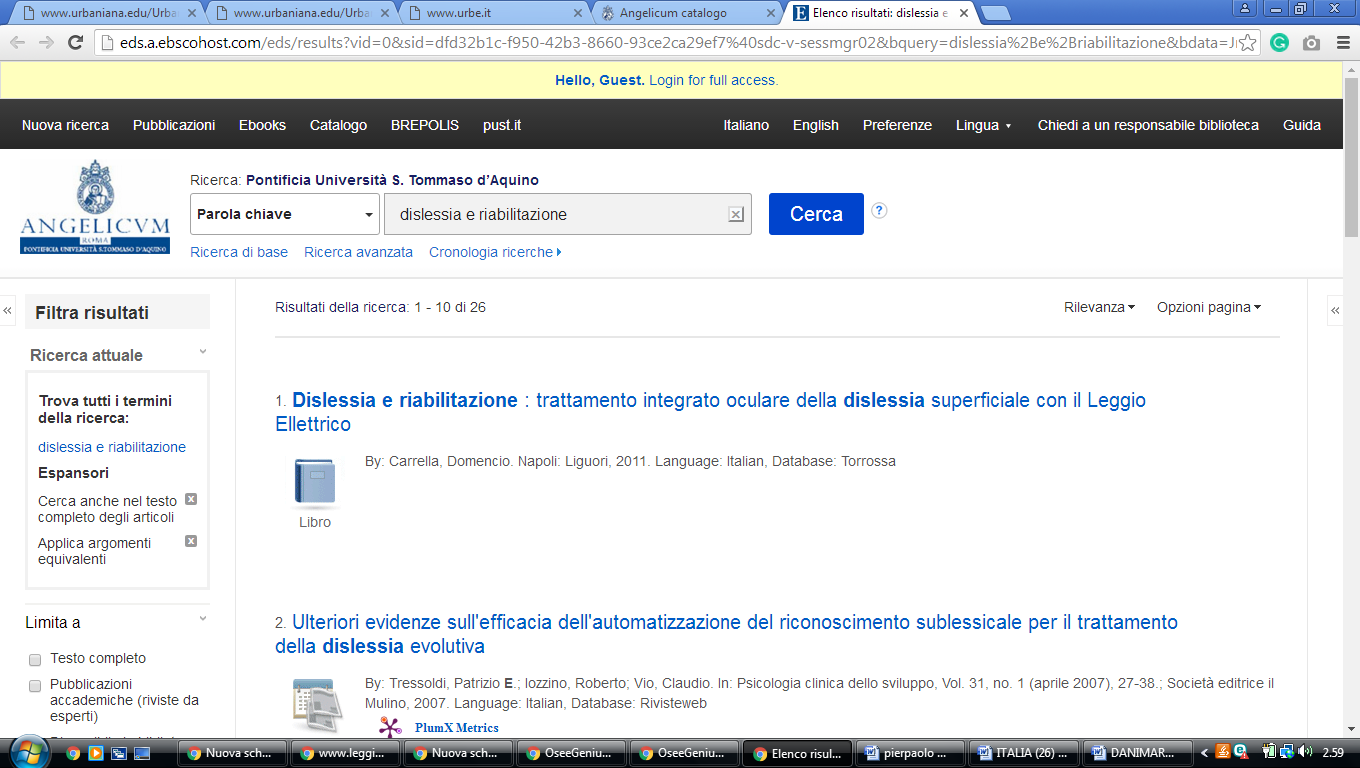 www.urbaniana.edu/Urba
www.urbaniana.edu/Urba
www.urbe.it
Angelicum catalogo
Elenco risultati: dislessia e
eds.a.ebscohost.com/eds/results?vid=0&sid=dfd32b1c-f950-42b3-8660-93ce2ca29ef7%40sdc-v-sessmgr02&bquery=dislessia%2Be%2Briabilitazione&bdata=J
Hello, Guest. Login for full access.
Nuova ricerca Pubblicazioni Ebooks Catalogo BREPOLIS pust.it Italiano English Preferenze Lingua Chiedi a un responsabile biblioteca Guida
ANGELICVM
ROMA
PONTIFICIA UNIVERSITÀ S.TOMMASO D'AQUINO
Ricerca: Pontificia Università S. Tommaso d'Aquino
Parola chiave dislessia e riabilitazione Cerca ?
Ricerca di base Ricerca avanzata Cronologia ricerche
Filtra risultati
Ricerca attuale
Trova tutti i termini
della ricerca:
dislessia e riabilitazione
Espansori
Cerca anche nel testo
completo degli articoli
Applica argomenti
equivalenti
Limita a
Testo completo
Pubblicazioni
accademiche (riviste da
esperti)
Risultati della ricerca: 1 - 10 di 26 Rilevanza Opzioni pagina
1. Dislessia e riabilitazione : trattamento integrato oculare della dislessia superficiale con il Leggio
Ellettrico
By: Carrella, Domencio. Napoli: Liguori, 2011. Language: Italian, Database: Torrossa
Libro
2. Ulteriori evidenze sull'efficacia dell'automatizzazione del riconoscimento sublessicale per il trattamento
della dislessia evolutiva
By: Tressoldi, Patrizio E.; Iozzino, Roberto; Vio, Claudio. In: Psicologia clinica dello sviluppo, Vol. 31, no. 1 (aprile 2007), 27-38.; Società editrice il
Mulino, 2007. Language: Italian, Database: Rivisteweb
PlumX Metrics
Nuova sch... www.leggi... Nuova sch... OseeGeniu... OseeGeniu... Elenco risul... pierpaolo ... ITALIA (26) ... DANIMAR... 2.59